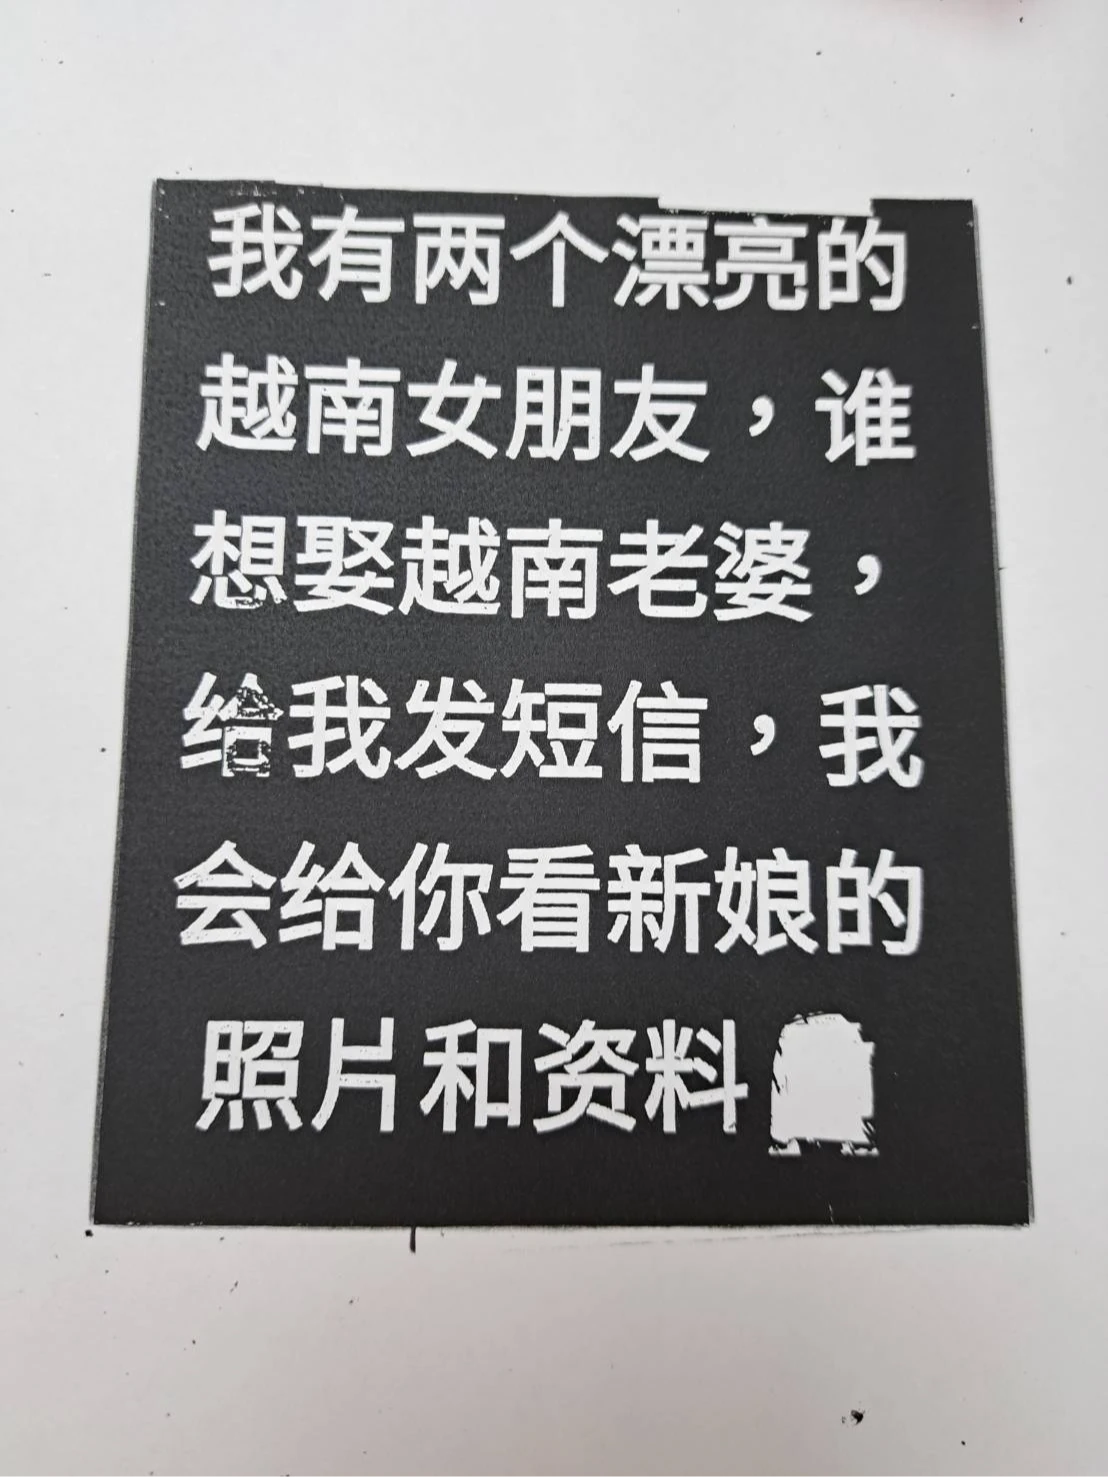 我有两个漂亮的
越南女朋友，谁
想娶越南老婆，
给我发短信，我
会给你看新娘的
照片和资料